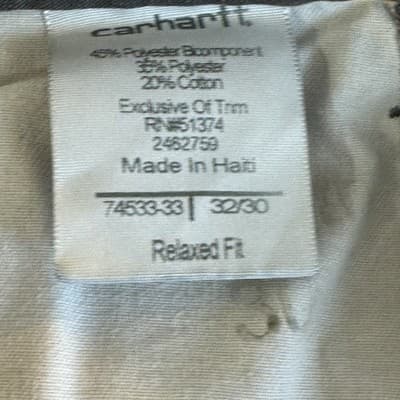 carhartt.
45% Polyester Bicomponent
35% Polyester
20% Cotton
Exclusive Of Trim
RN#51374
2462759
Made In Haiti
74533-33 | 32/30
Relaxed Fit